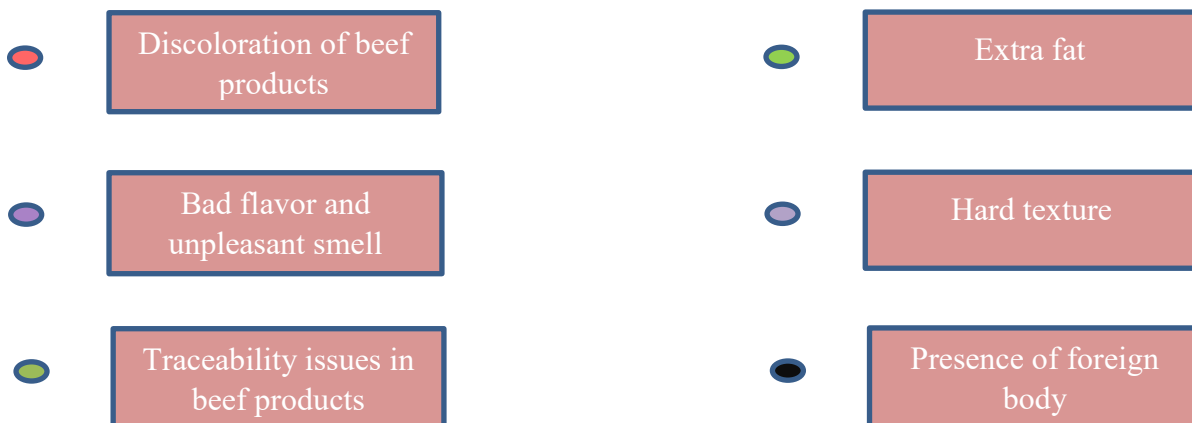 Discoloration of beef
products
Extra fat
Bad flavor and
unpleasant smell
Hard texture
Traceability issues in
beef products
Presence of foreign
body